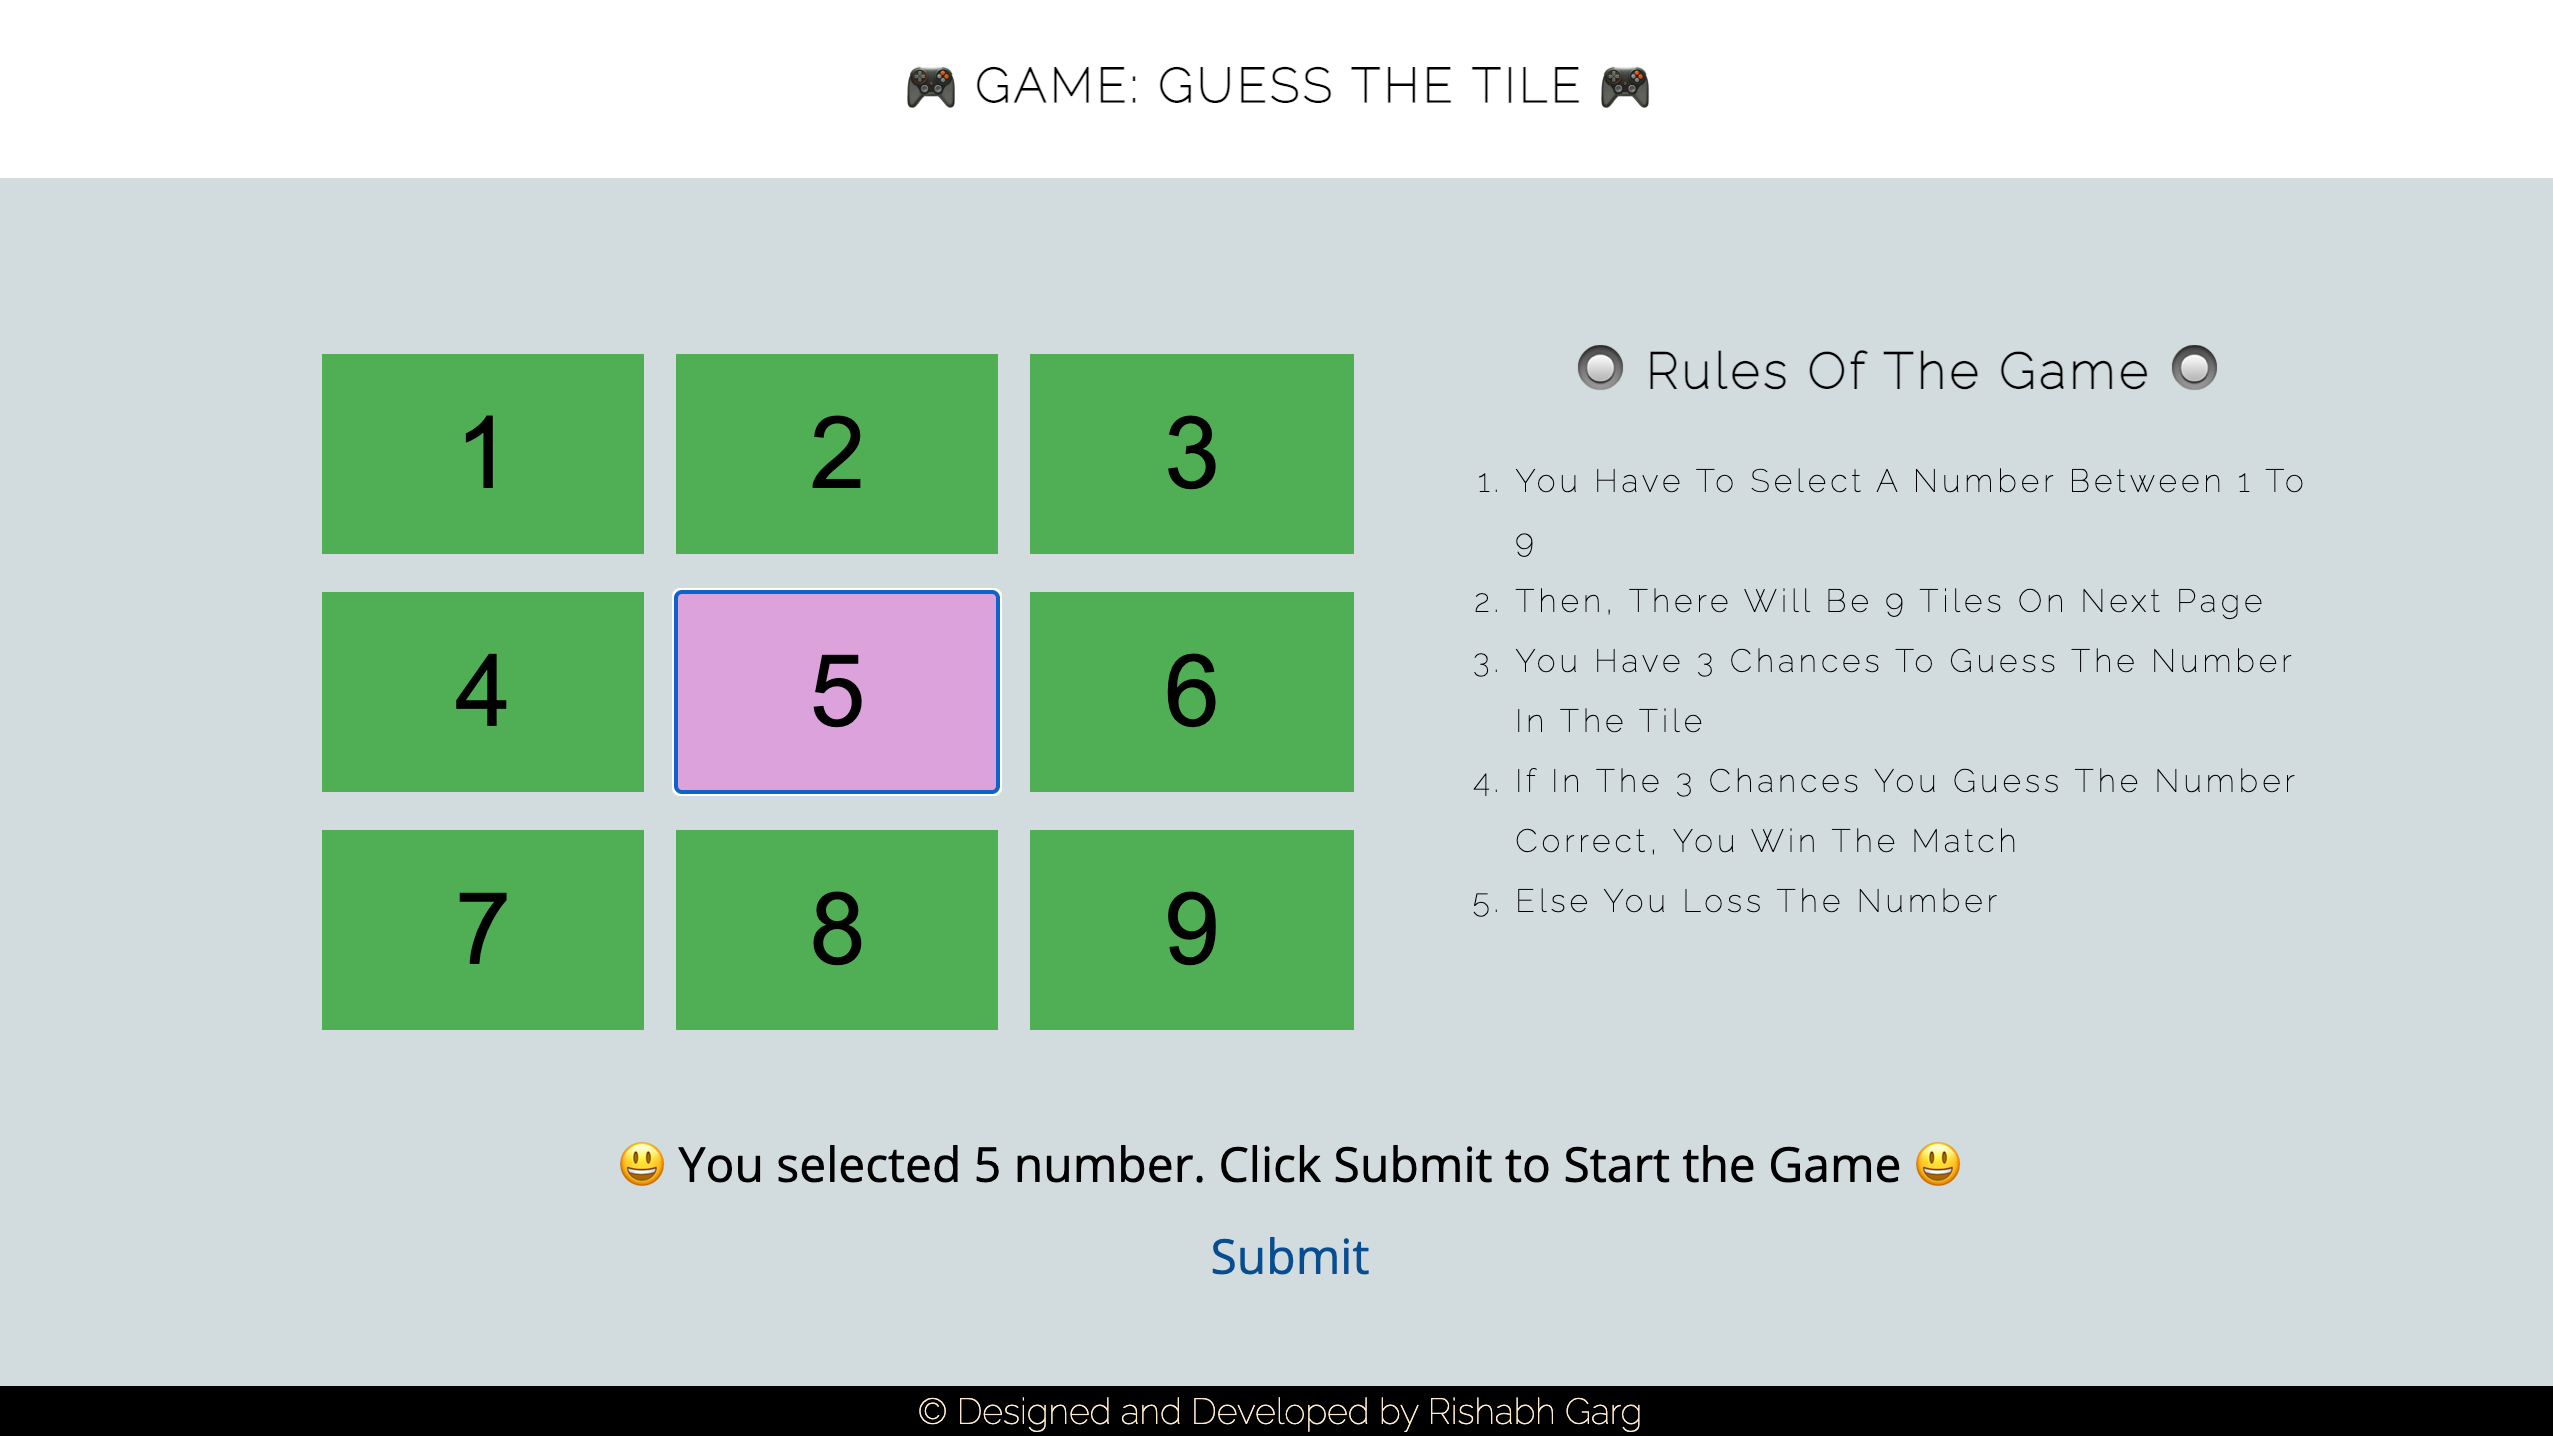 🎮 GAME: GUESS THE TILE 🎮
1 2 3
4 5 6
7 8 9
🔘 Rules Of The Game 🔘
1. You Have To Select A Number Between 1 To
9
2. Then, There Will Be 9 Tiles On Next Page
3. You Have 3 Chances To Guess The Number
In The Tile
4. If In The 3 Chances You Guess The Number
Correct, You Win The Match
5. Else You Loss The Number
😃 You selected 5 number. Click Submit to Start the Game 😃
Submit
© Designed and Developed by Rishabh Garg